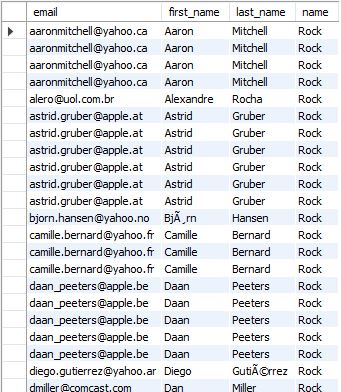 email first_name last_name name
aaronmitchell@yahoo.ca Aaron Mitchell Rock
aaronmitchell@yahoo.ca Aaron Mitchell Rock
aaronmitchell@yahoo.ca Aaron Mitchell Rock
aaronmitchell@yahoo.ca Aaron Mitchell Rock
alero@uol.com.br Alexandre Rocha Rock
astrid.gruber@apple.at Astrid Gruber Rock
astrid.gruber@apple.at Astrid Gruber Rock
astrid.gruber@apple.at Astrid Gruber Rock
astrid.gruber@apple.at Astrid Gruber Rock
astrid.gruber@apple.at Astrid Gruber Rock
astrid.gruber@apple.at Astrid Gruber Rock
bjorn.hansen@yahoo.no BjÃ¸rn Hansen Rock
camille.bernard@yahoo.fr Camille Bernard Rock
camille.bernard@yahoo.fr Camille Bernard Rock
camille.bernard@yahoo.fr Camille Bernard Rock
daan_peeters@apple.be Daan Peeters Rock
daan_peeters@apple.be Daan Peeters Rock
daan_peeters@apple.be Daan Peeters Rock
daan_peeters@apple.be Daan Peeters Rock
daan_peeters@apple.be Daan Peeters Rock
diego.gutierrez@yahoo.ar Diego GutiÃ©rrez Rock
dmiller@comcast.com Dan Miller Rock